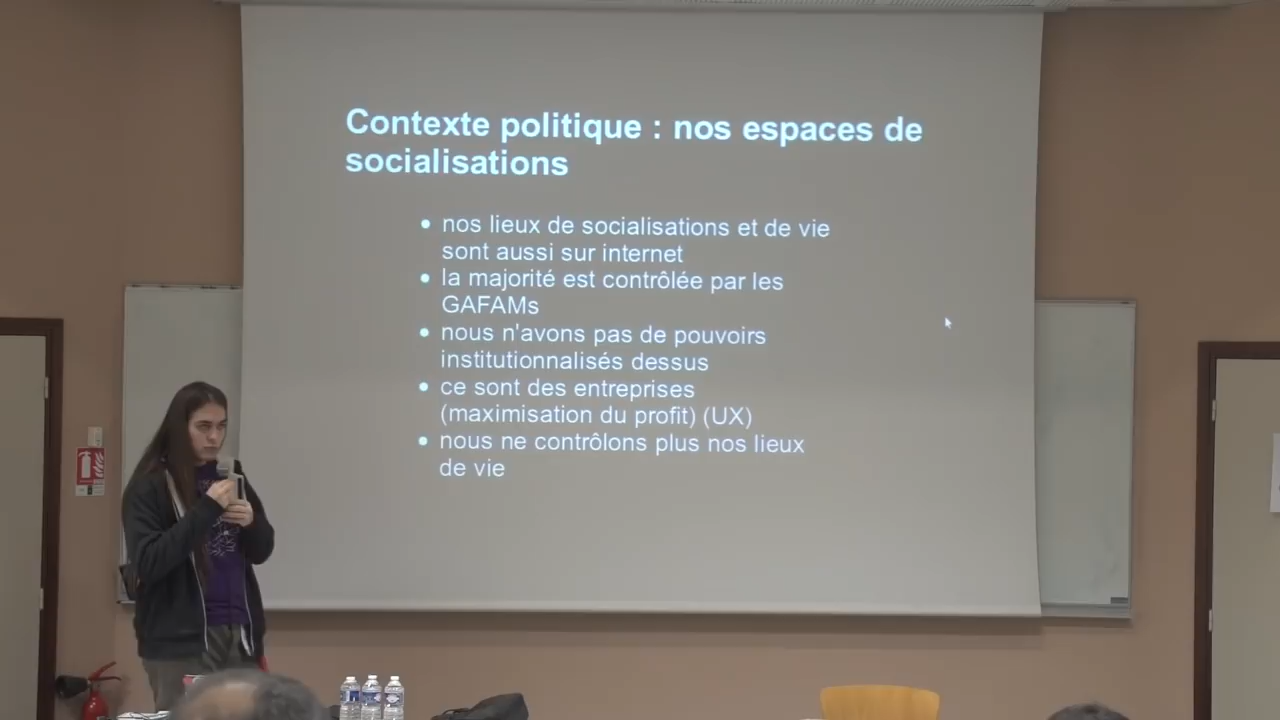 Contexte politique : nos espaces de
socialisations
nos lieux de socialisations et de vie
sont aussi sur internet
la majorité est contrôlée par les
GAFAMs
nous n'avons pas de pouvoirs
institutionnalisés dessus
ce sont des entreprises
(maximisation du profit) (UX)
nous ne contrôlons plus nos lieux
de vie